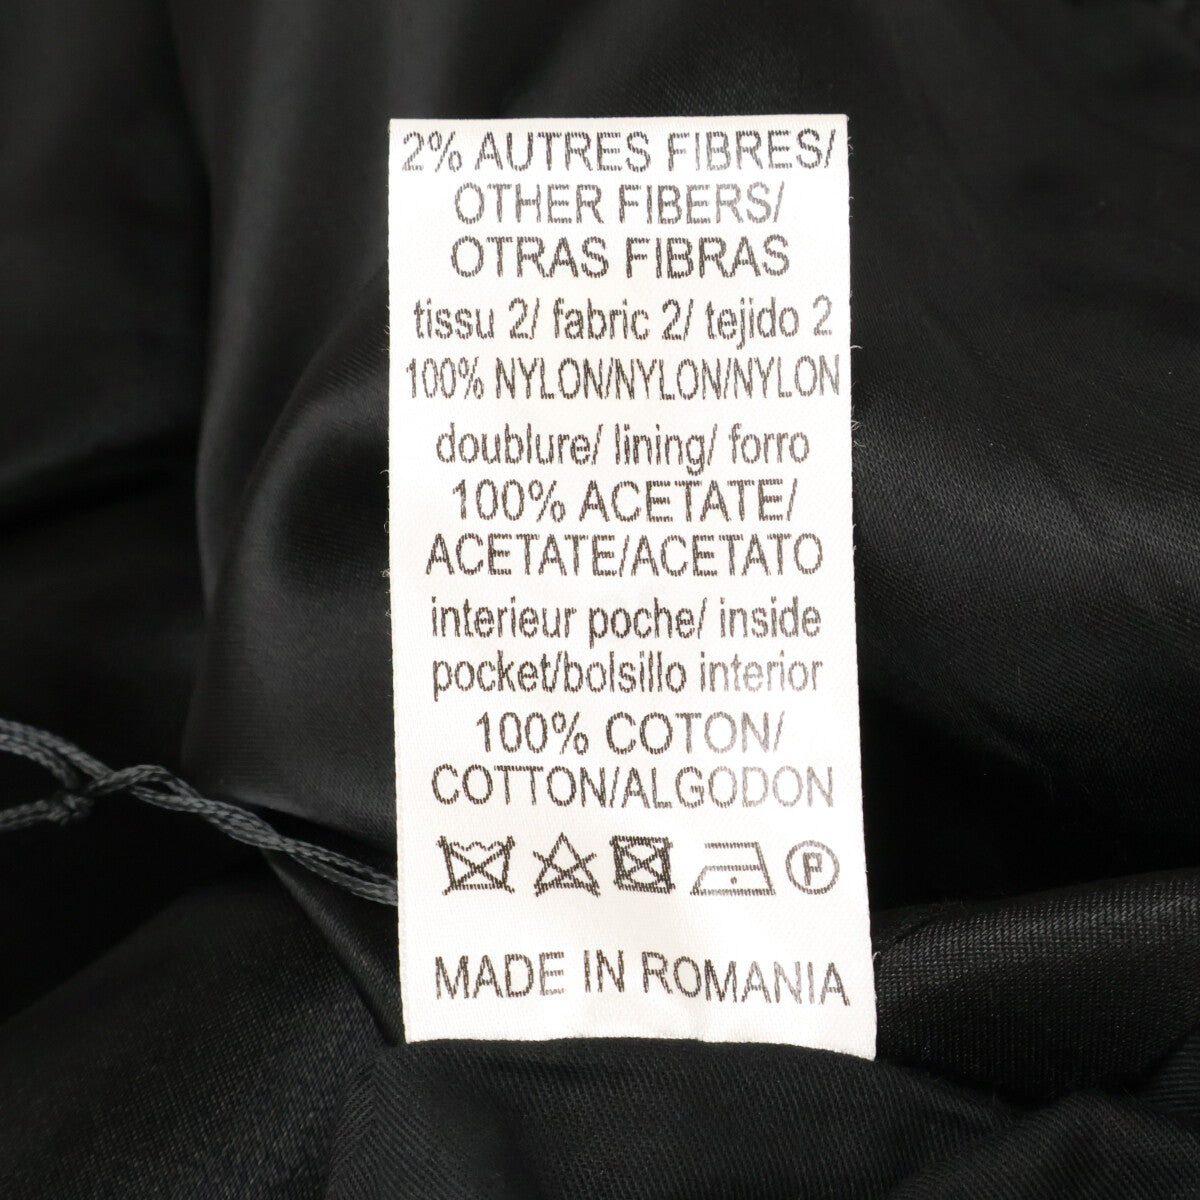 2% AUTRES FIBRES/
OTHER FIBERS/
OTRAS FIBRAS
tissu 2/ fabric 2/ tejido 2
100% NYLON/NYLON/NYLON
doublure/ lining/ forro
100% ACETATE/
ACETATE/ACETATO
interieur poche/ inside
pocket/bolsillo interior
100% COTON/
COTTON/ALGODON
P
MADE IN ROMANIA